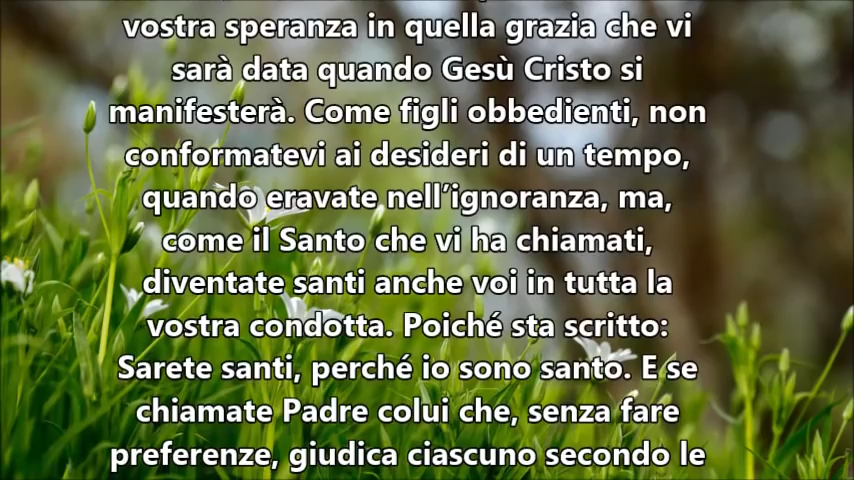 vostra speranza in quella grazia che vi
sarà data quando Gesù Cristo si
manifesterà. Come figli obbedienti, non
conformatevi ai desideri di un tempo,
quando eravate nell'ignoranza, ma,
come il Santo che vi ha chiamati,
diventate santi anche voi in tutta la
vostra condotta. Poiché sta scritto:
Sarete santi, perché io sono santo. E se
chiamate Padre colui che, senza fare
preferenze, giudica ciascuno secondo le